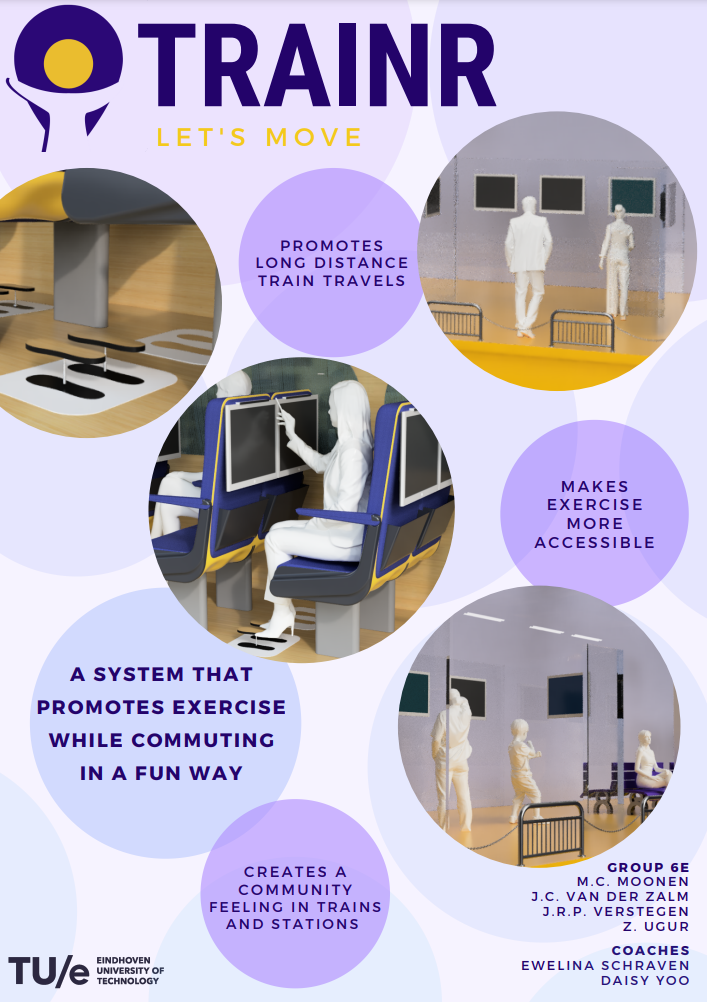 TRAINR
LET'S MOVE
PROMOTES
LONG DISTANCE
TRAIN TRAVELS
MAKES
EXERCISE
MORE
ACCESSIBLE
A SYSTEM THAT
PROMOTES EXERCISE
WHILE COMMUTING
IN A FUN WAY
CREATES A
COMMUNITY
FEELING IN TRAINS
AND STATIONS
GROUP 6E
M.C. MOONEN
J.C. VAN DER ZALM
J.R.P. VERSTEGEN
Z. UGUR
COACHES
EWELINA SCHRAVEN
DAISY YOO
TU/e
EINDHOVEN
UNIVERSITY OF
TECHNOLOGY